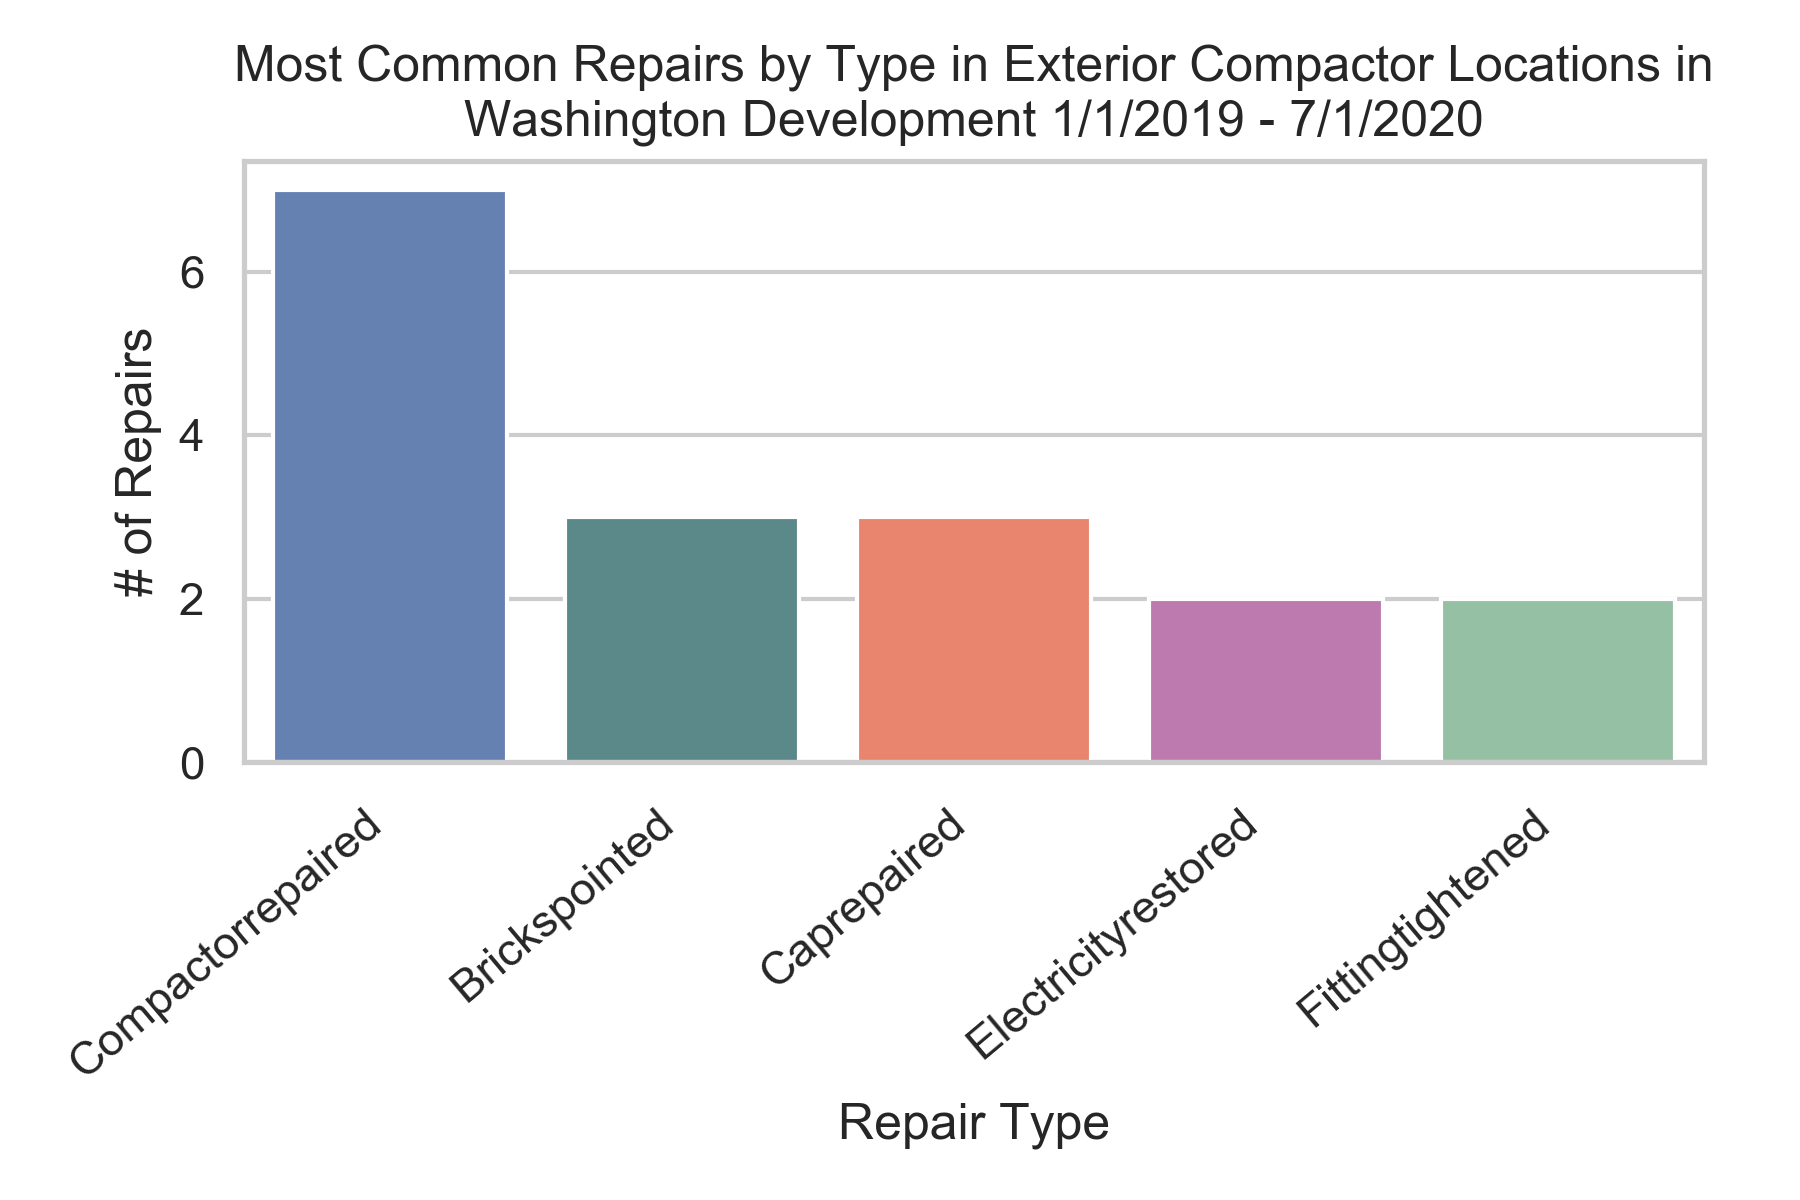 Most Common Repairs by Type in Exterior Compactor Locations in
Washington Development 1/1/2019 - 7/1/2020
# of Repairs
6
4
2
0
Compactorrepaired
Brickspointed
Caprepaired
Electricityrestored
Fittingtightened
Repair Type